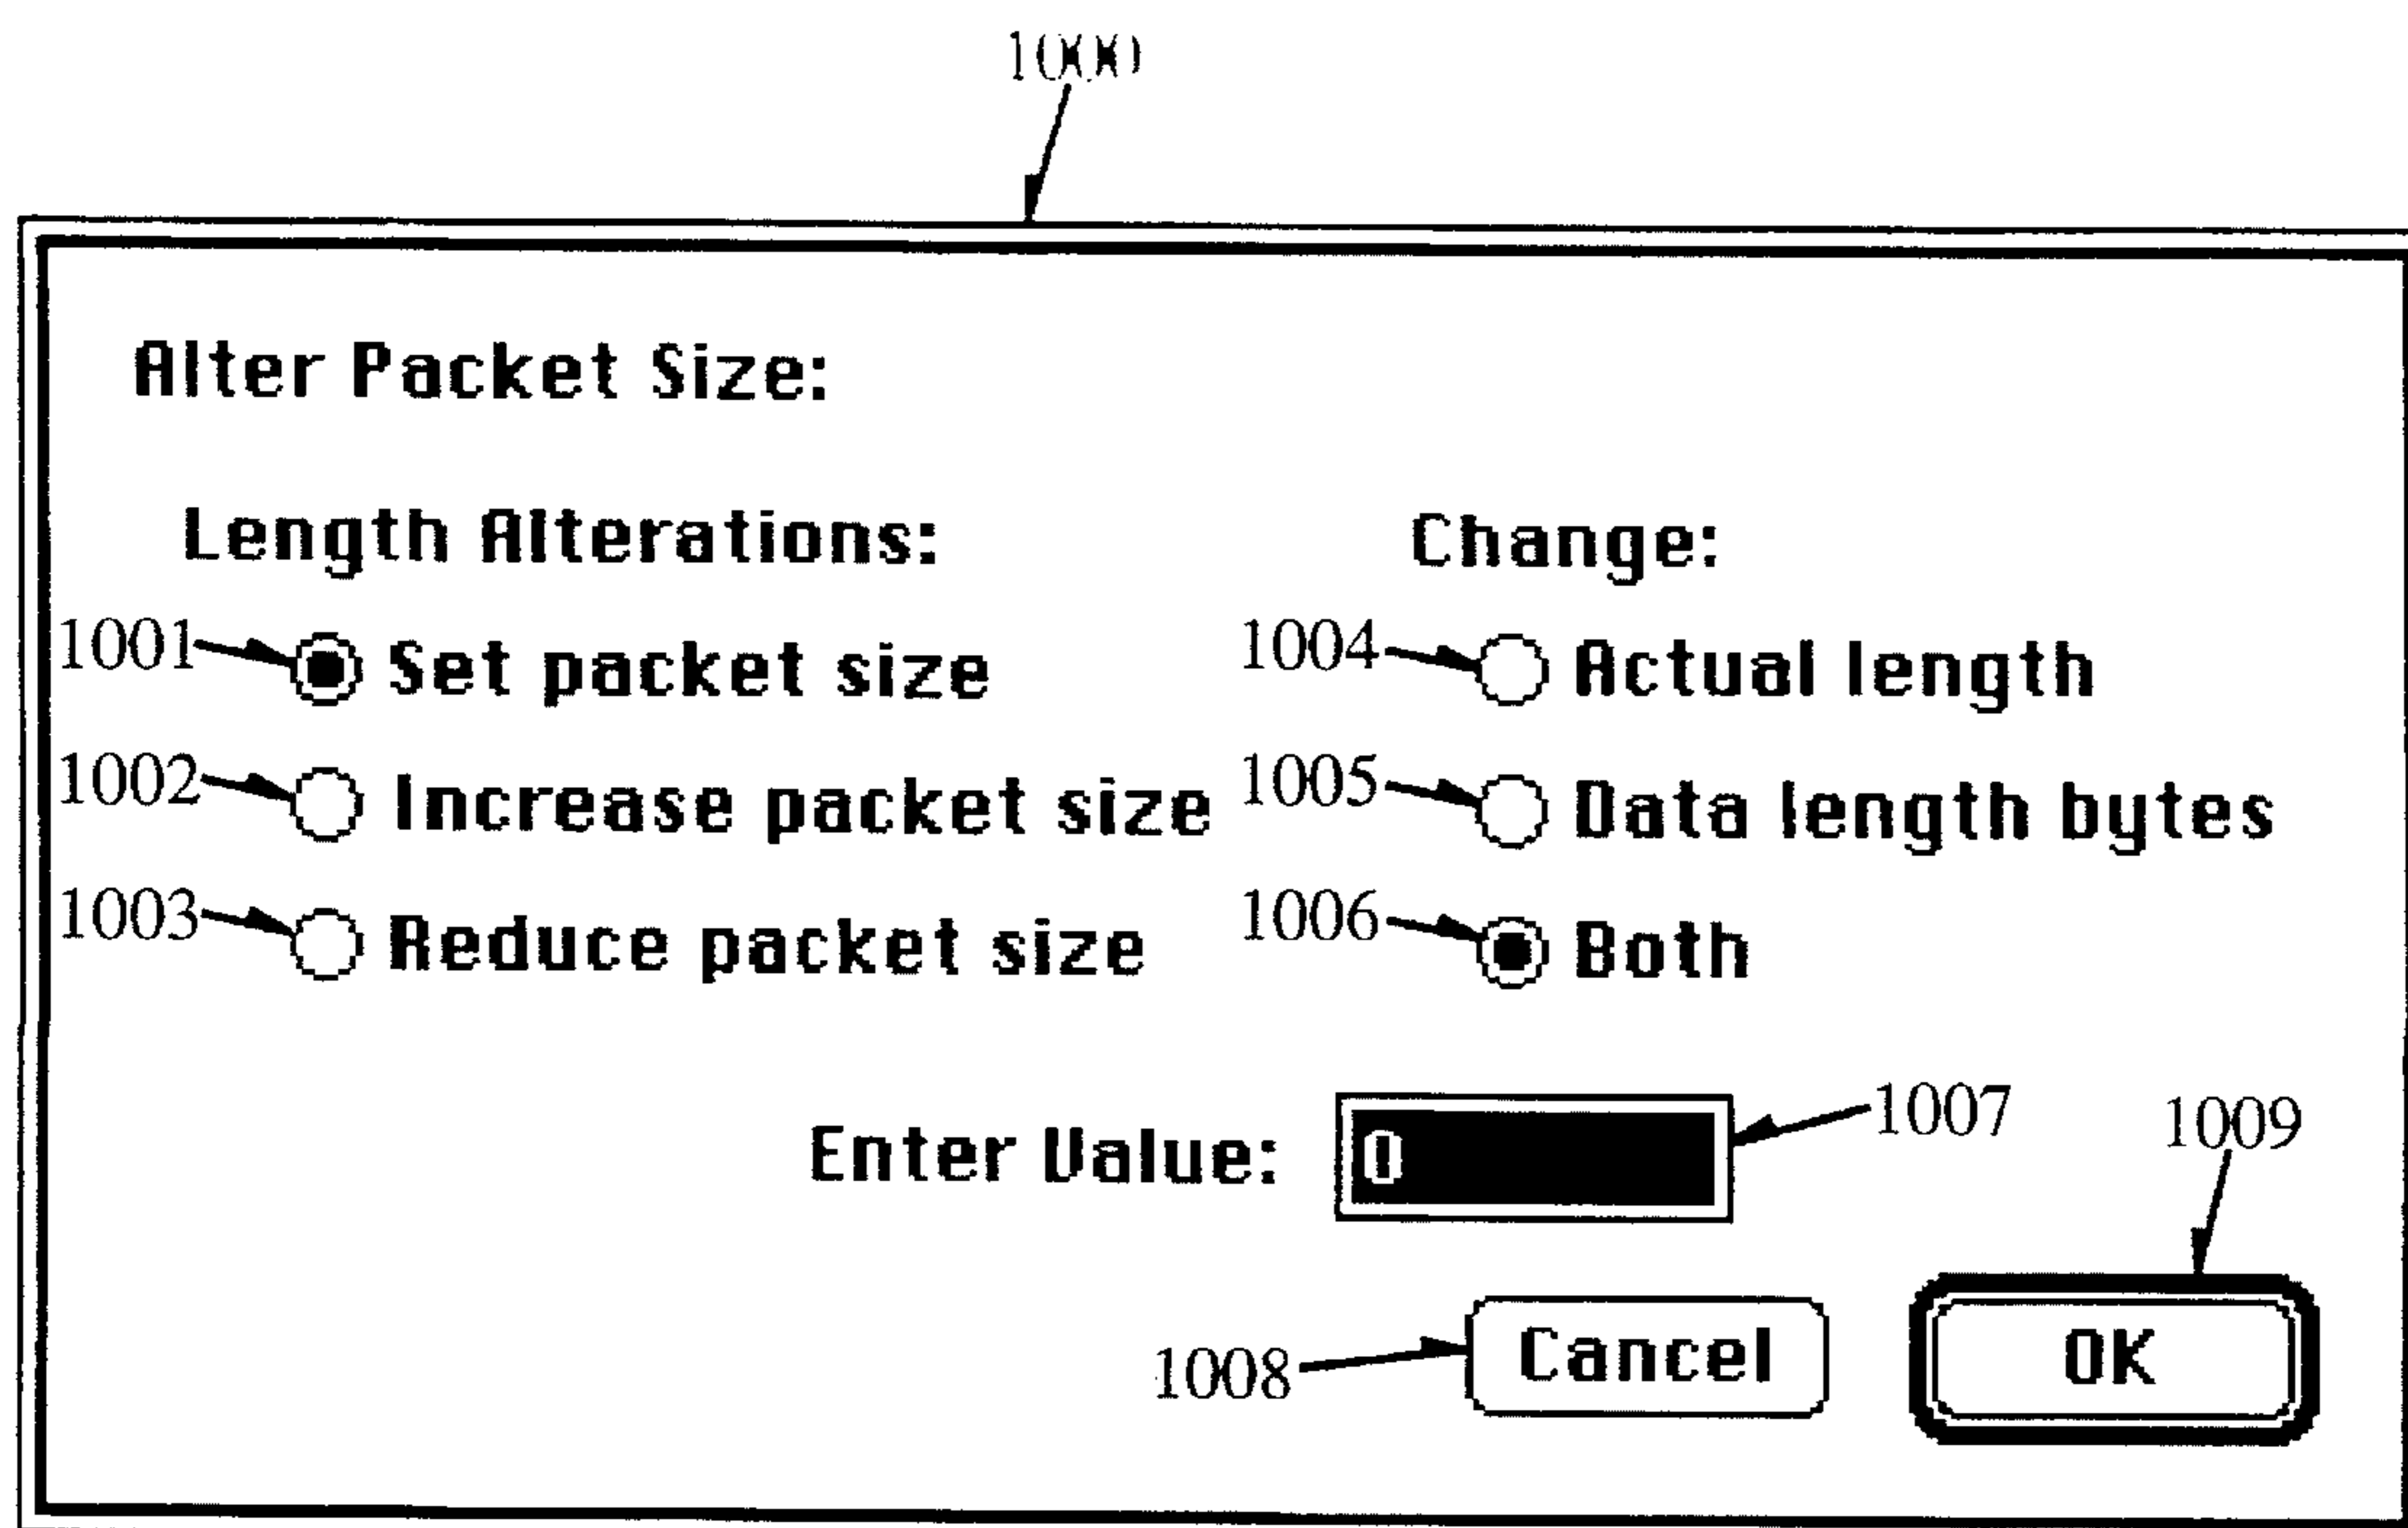 1000
Alter Packet Size:
Length Alterations: Change:
1001 Set packet size 1004 Actual length
1002 Increase packet size 1005 Data length bytes
1003 Reduce packet size 1006 Both
Enter Value: 0 1007 1009
1008 Cancel OK